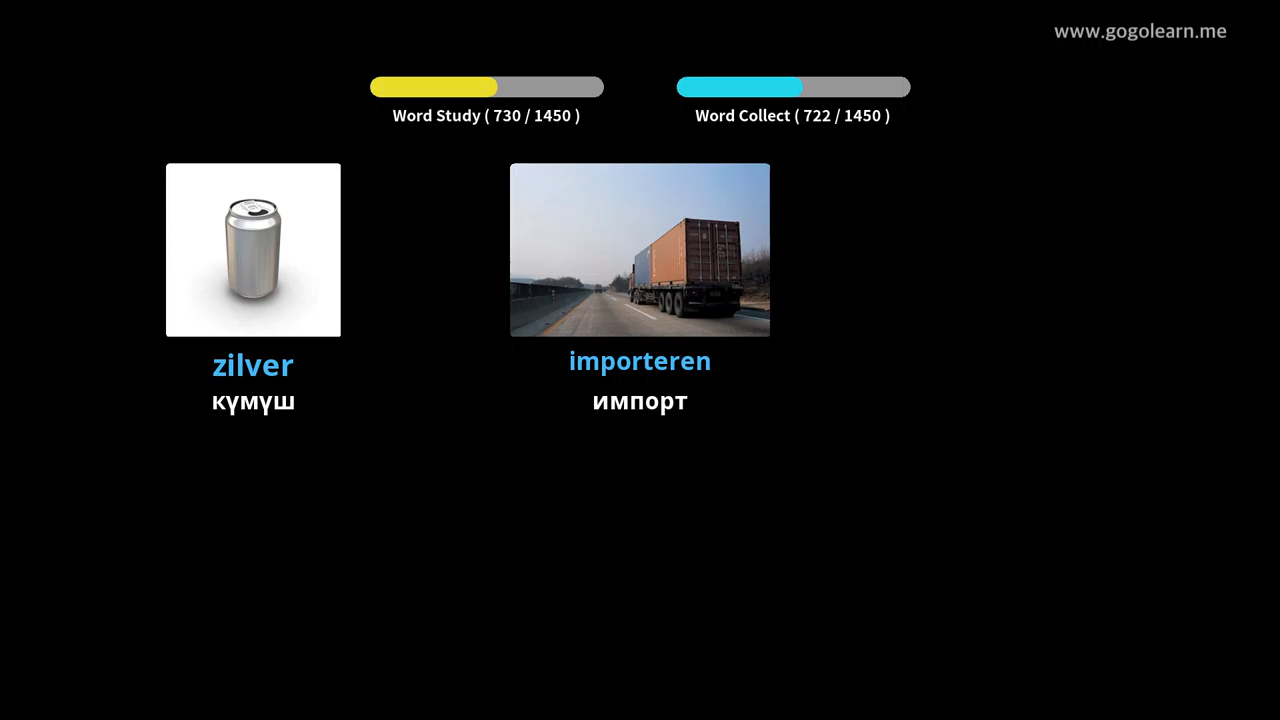 www.gogolearn.me
Word Study ( 730 / 1450 )
Word Collect ( 722 / 1450 )
zilver
күмүш
importeren
импорт